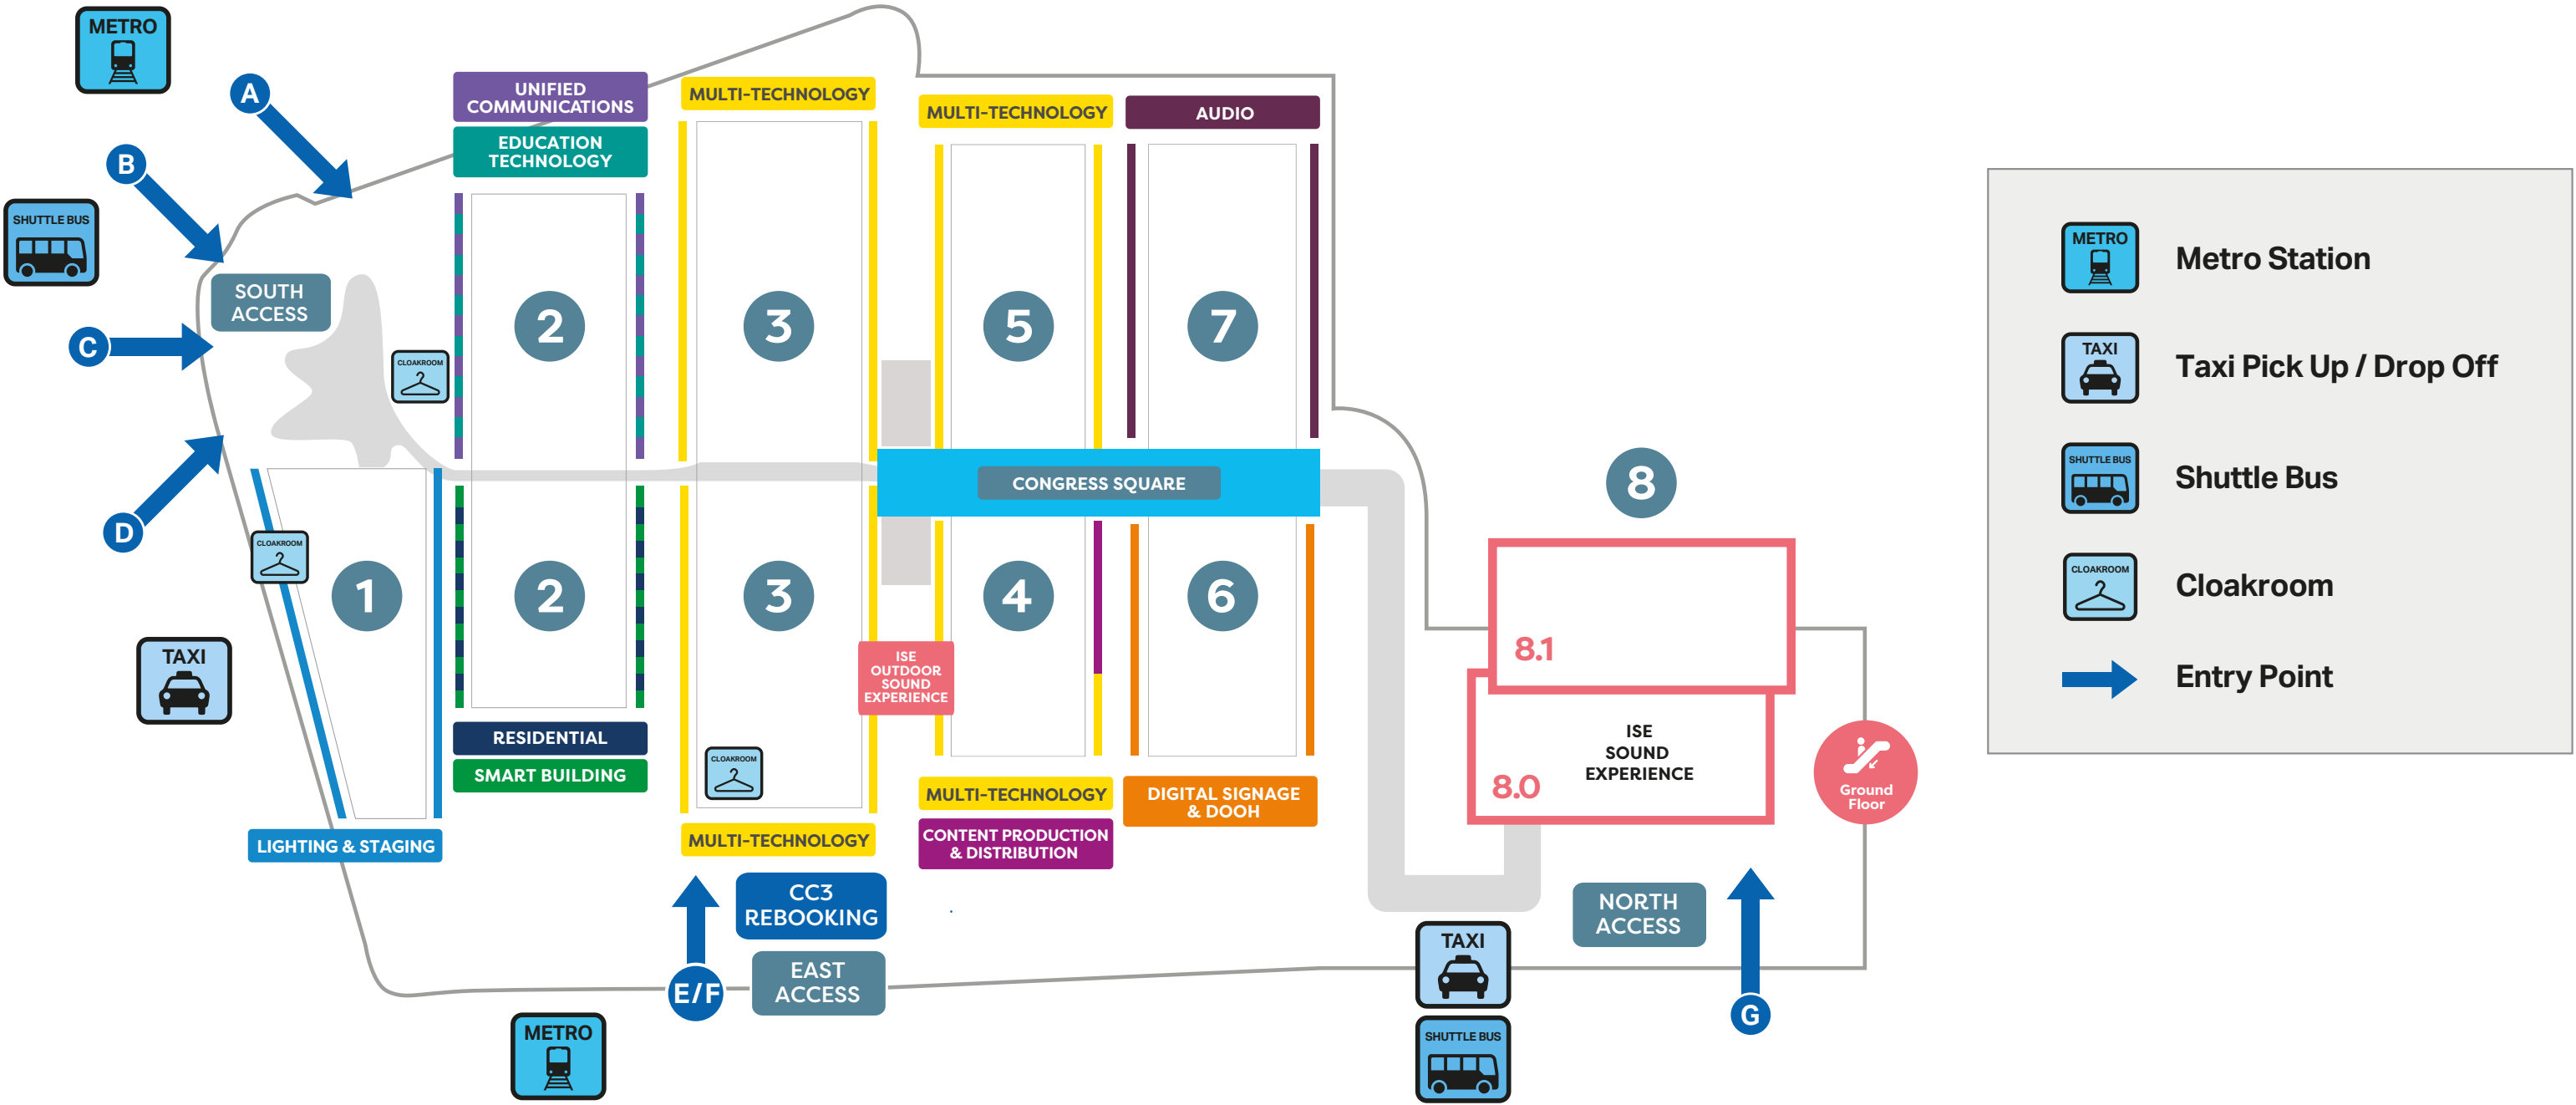 METRO
A
B
SHUTTLE BUS
SOUTH
ACCESS
C
D
TAXI
UNIFIED
COMMUNICATIONS
EDUCATION
TECHNOLOGY
MULTI-TECHNOLOGY
MULTI-TECHNOLOGY
AUDIO
2
3
5
7
CLOAKROOM
CONGRESS SQUARE
CLOAKROOM
1
2
3
4
6
ISE
OUTDOOR
SOUND
EXPERIENCE
CLOAKROOM
RESIDENTIAL
SMART BUILDING
LIGHTING & STAGING
MULTI-TECHNOLOGY
MULTI-TECHNOLOGY
CONTENT PRODUCTION
& DISTRIBUTION
DIGITAL SIGNAGE
& DOOH
CC3
REBOOKING
EAST
ACCESS
E/F
METRO
8
8.1
8.0
ISE
SOUND
EXPERIENCE
Ground
Floor
NORTH
ACCESS
TAXI
SHUTTLE BUS
G
METRO
Metro Station
TAXI
Taxi Pick Up / Drop Off
SHUTTLE BUS
Shuttle Bus
CLOAKROOM
Cloakroom
Entry Point